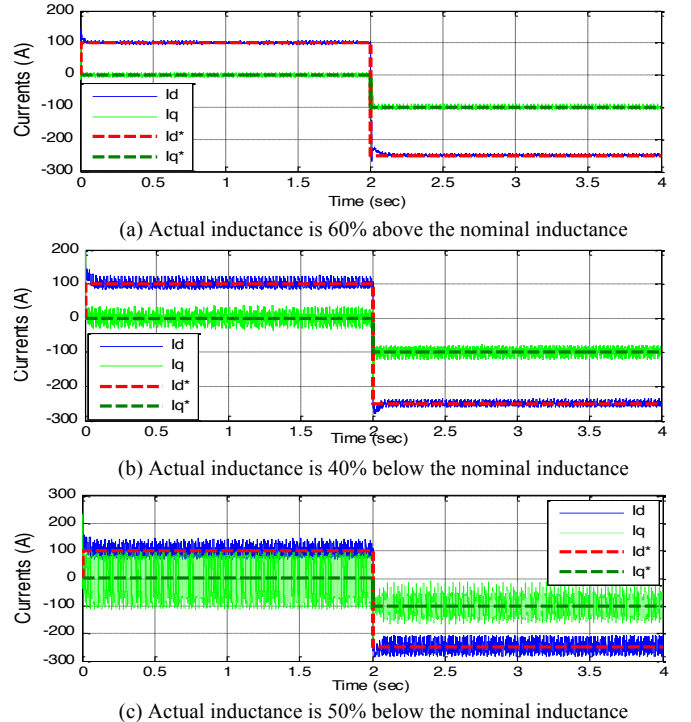 200
100
0
-100
-200
-300
Currents (A)
Id
Iq
Id*
Iq*
0
0.5
1
1.5
2
2.5
3
3.5
4
Time (sec)
(a) Actual inductance is 60% above the nominal inductance
200
100
0
-100
-200
-300
Currents (A)
Id
Iq
Id*
Iq*
0
0.5
1
1.5
2
2.5
3
3.5
4
Time (sec)
(b) Actual inductance is 40% below the nominal inductance
300
200
100
0
-100
-200
-300
Currents (A)
Id
Iq
Id*
Iq*
0
0.5
1
1.5
2
2.5
3
3.5
4
Time (sec)
(c) Actual inductance is 50% below the nominal inductance